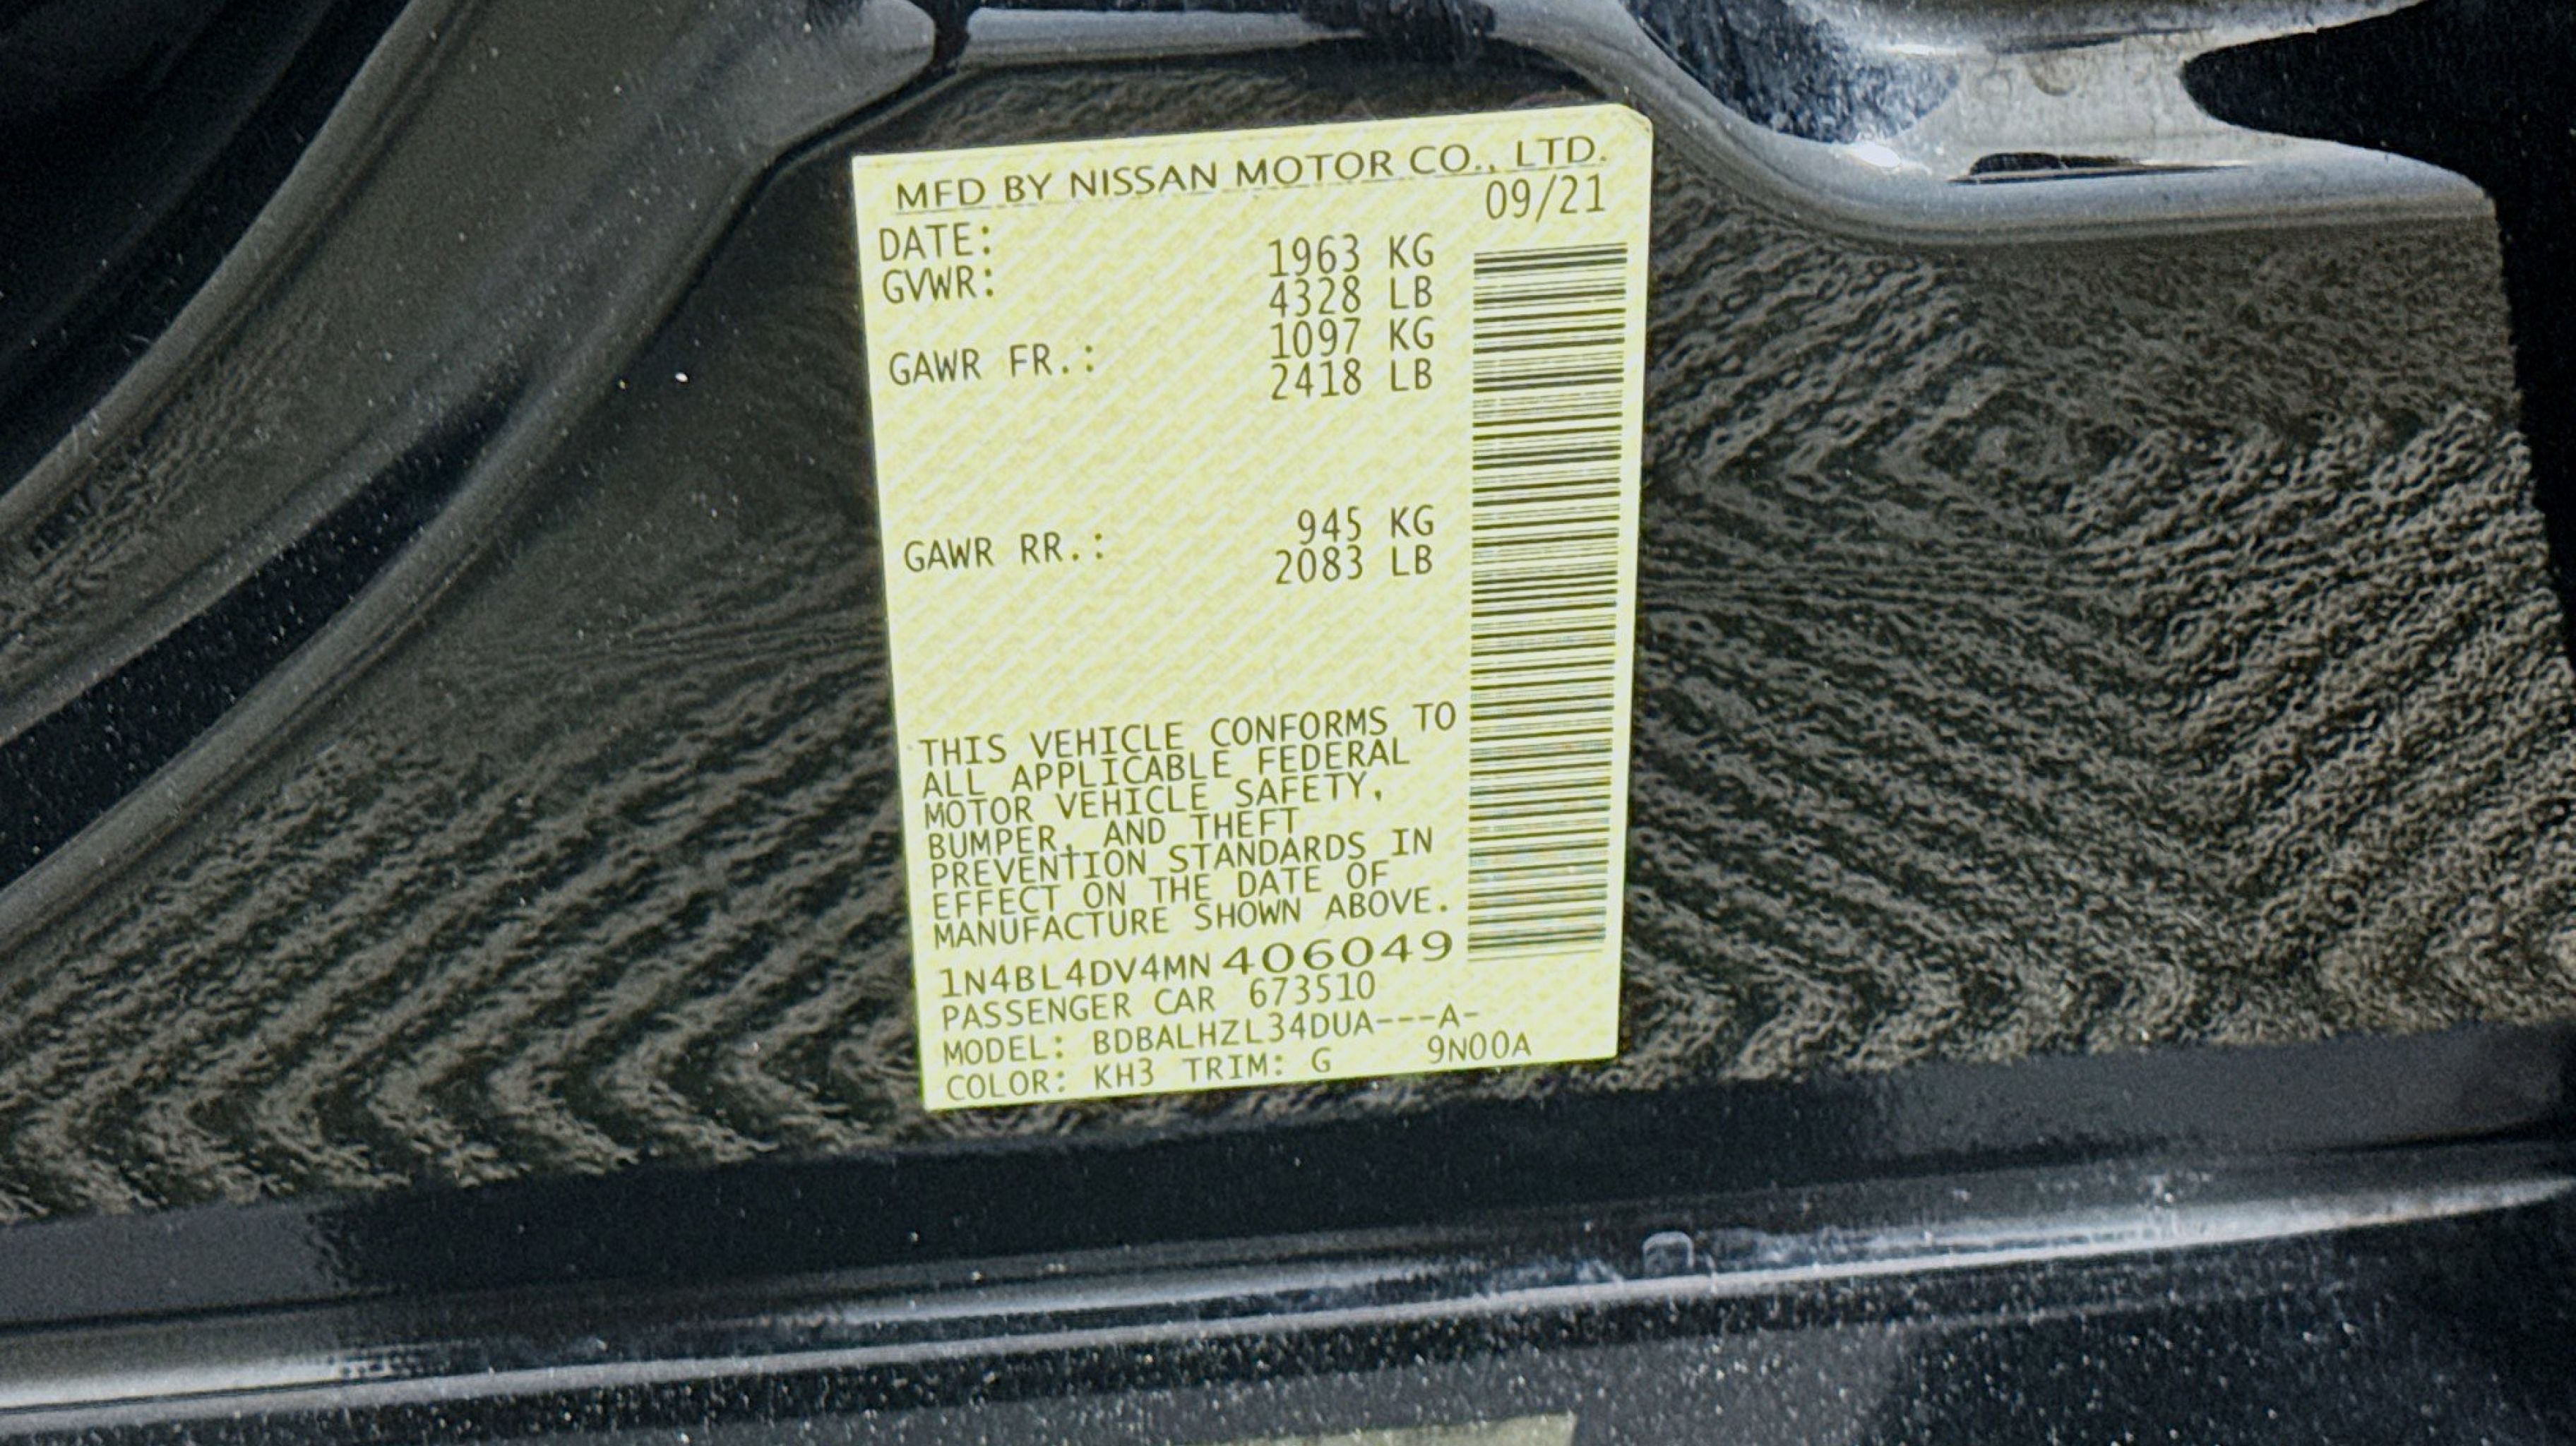 MFD BY NISSAN MOTOR CO., LTD.
DATE: 09/21
GVWR: 1963 KG
4328 LB
GAWR FR.: 1097 KG
2418 LB
GAWR RR.: 945 KG
2083 LB
THIS VEHICLE CONFORMS TO
ALL APPLICABLE FEDERAL
MOTOR VEHICLE SAFETY,
BUMPER, AND THEFT
PREVENTION STANDARDS IN
EFFECT ON THE DATE OF
MANUFACTURE SHOWN ABOVE.
1N4BL4DV4MN406049
PASSENGER CAR 673510
MODEL: BDBALHZL34DUA---A-
COLOR: KH3 TRIM: G 9N00A